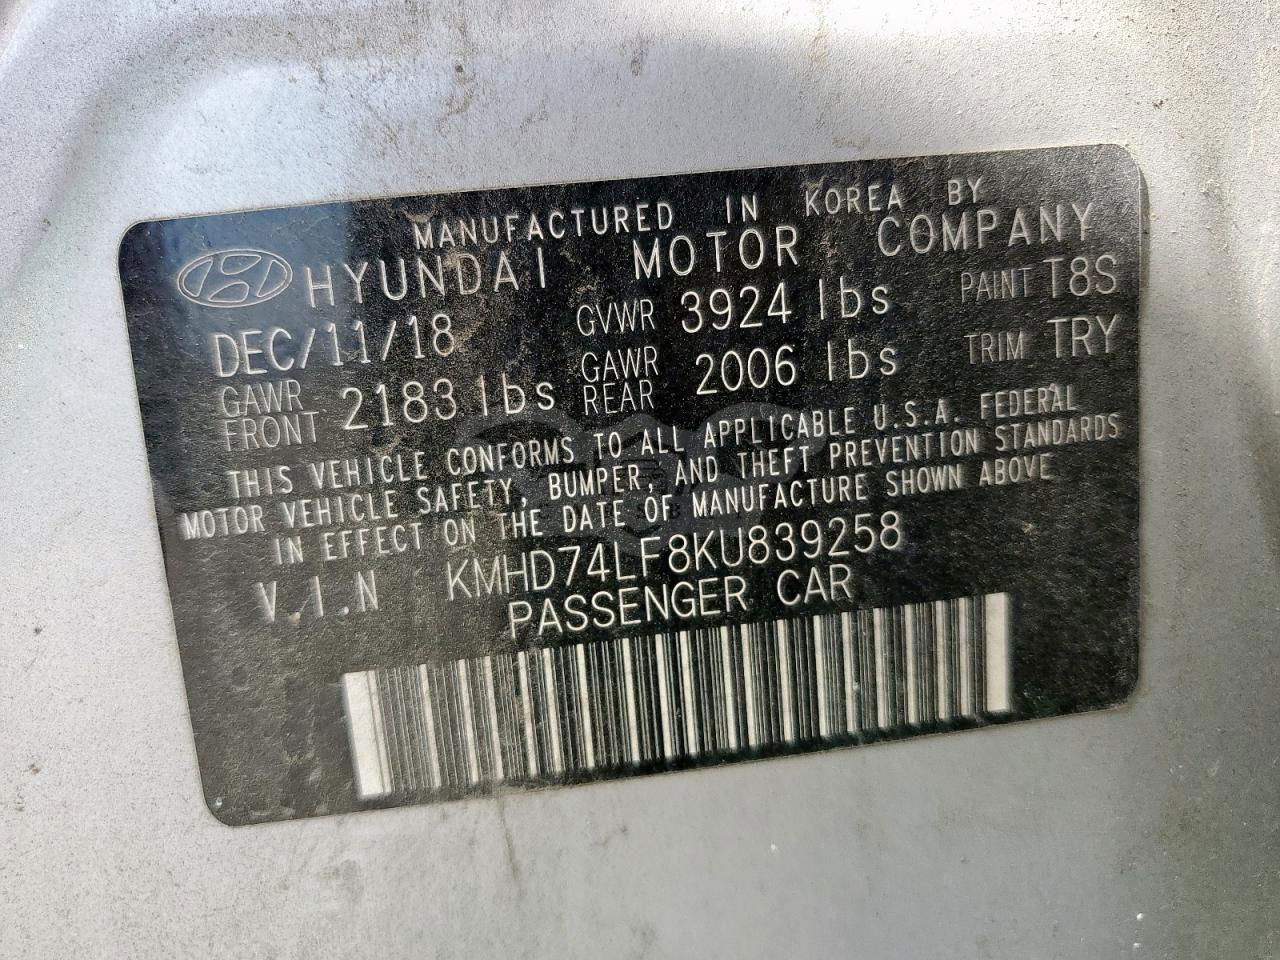 MANUFACTURED IN KOREA BY
HYUNDAI MOTOR COMPANY
DEC/11/18 GVWR 3924 lbs PAINT T8S
GAWR FRONT 2183 lbs GAWR REAR 2006 lbs TRIM TRY
THIS VEHICLE CONFORMS TO ALL APPLICABLE U.S.A. FEDERAL
MOTOR VEHICLE SAFETY, BUMPER, AND THEFT PREVENTION STANDARDS
IN EFFECT ON THE DATE OF MANUFACTURE SHOWN ABOVE
V.I.N KMHD74LF8KU839258
PASSENGER CAR